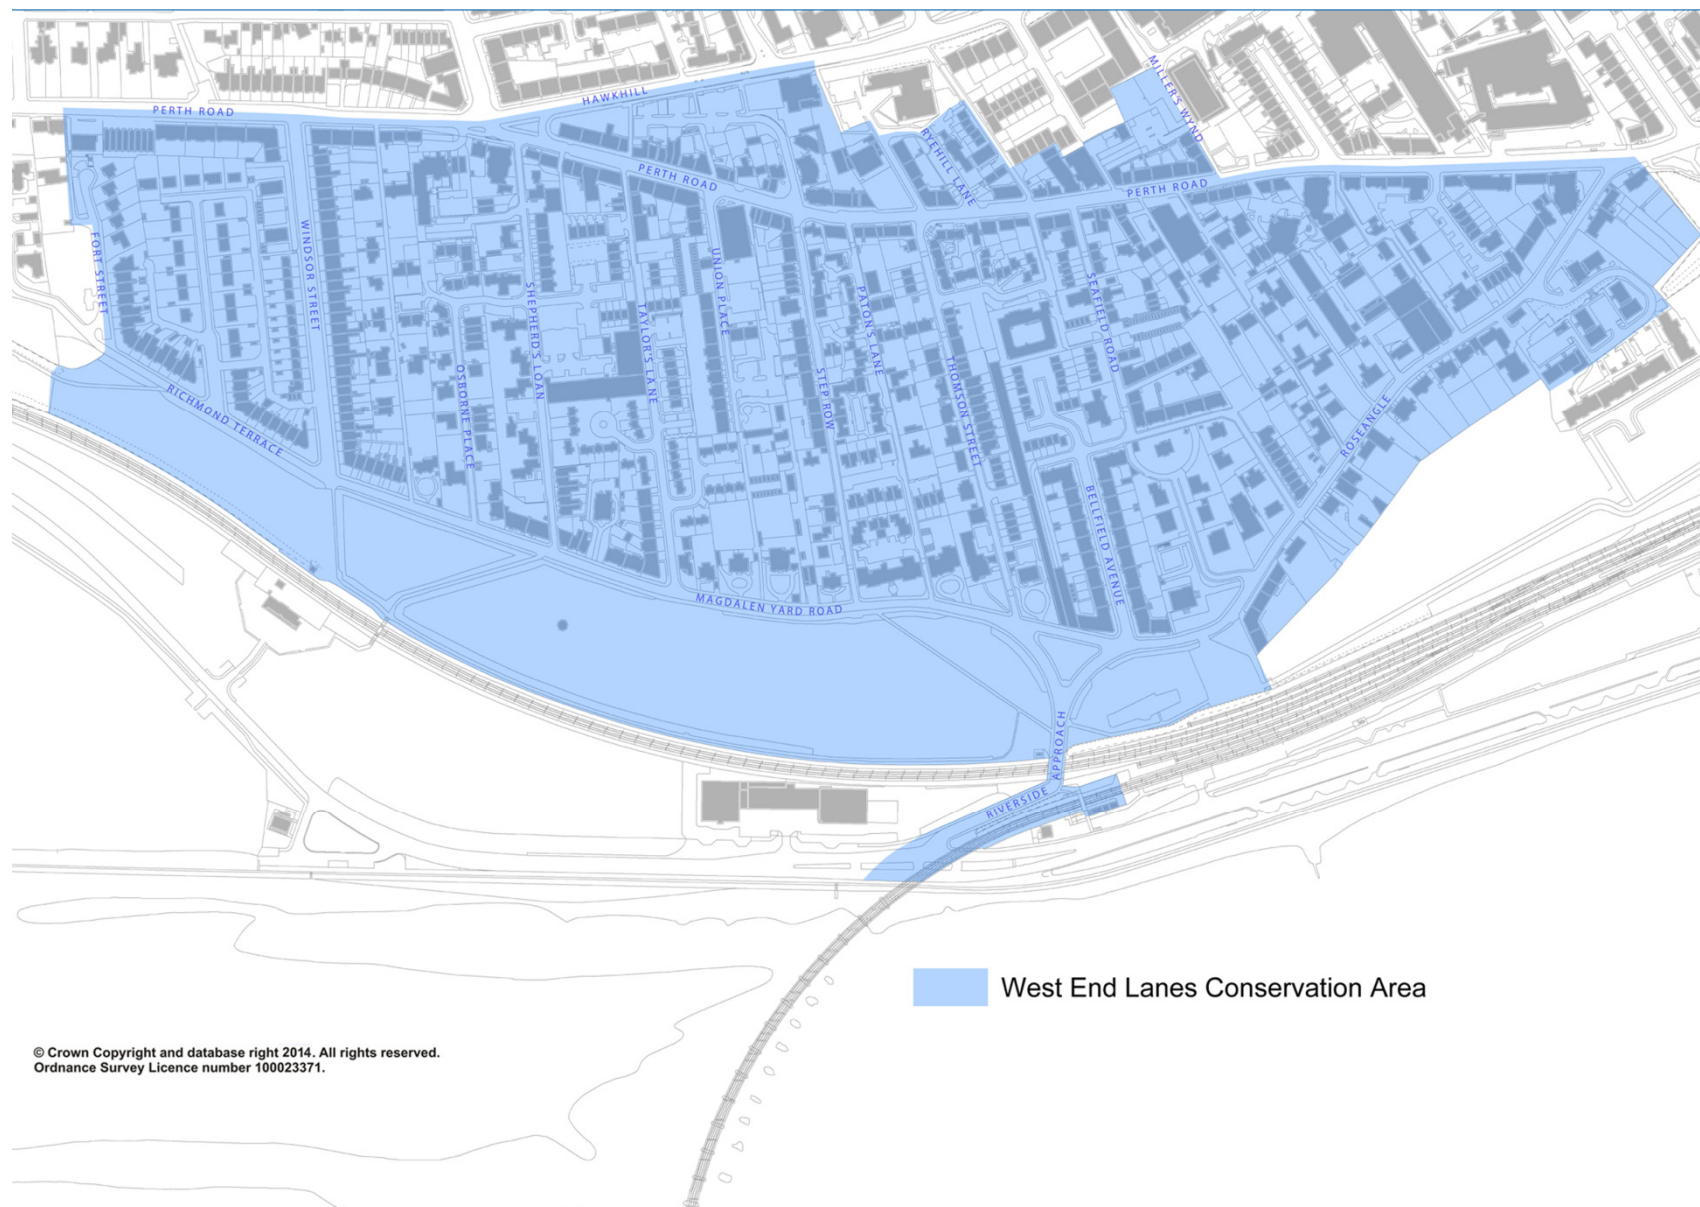 HAWKHILL
MILLER'S WYND
PERTH ROAD
RYEHILL LANE
PERTH ROAD
PERTH ROAD
FORT STREET
WINDSOR STREET
SHEPHERD'S LOAN
TAYLOR'S LANE
UNION PLACE
PATON'S LANE
SEAFIELD ROAD
OSBORNE PLACE
STEP ROW
THOMSON STREET
RICHMOND TERRACE
ROSEANGLE
BELLFIELD AVENUE
MAGDALEN YARD ROAD
RIVERSIDE APPROACH
West End Lanes Conservation Area
© Crown Copyright and database right 2014. All rights reserved.
Ordnance Survey Licence number 100023371.